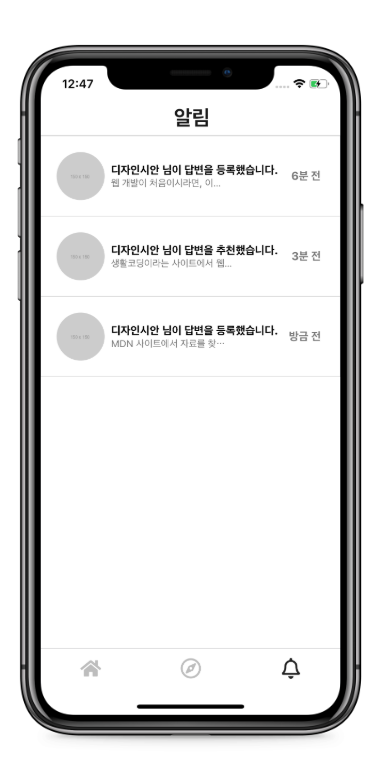 12:47
알림
디자인시안 님이 답변을 등록했습니다.
웹 개발이 처음이시라면, 이...
6분 전
디자인시안 님이 답변을 추천했습니다.
생활코딩이라는 사이트에서 웹...
3분 전
디자인시안 님이 답변을 등록했습니다.
MDN 사이트에서 자료를 찾…
방금 전